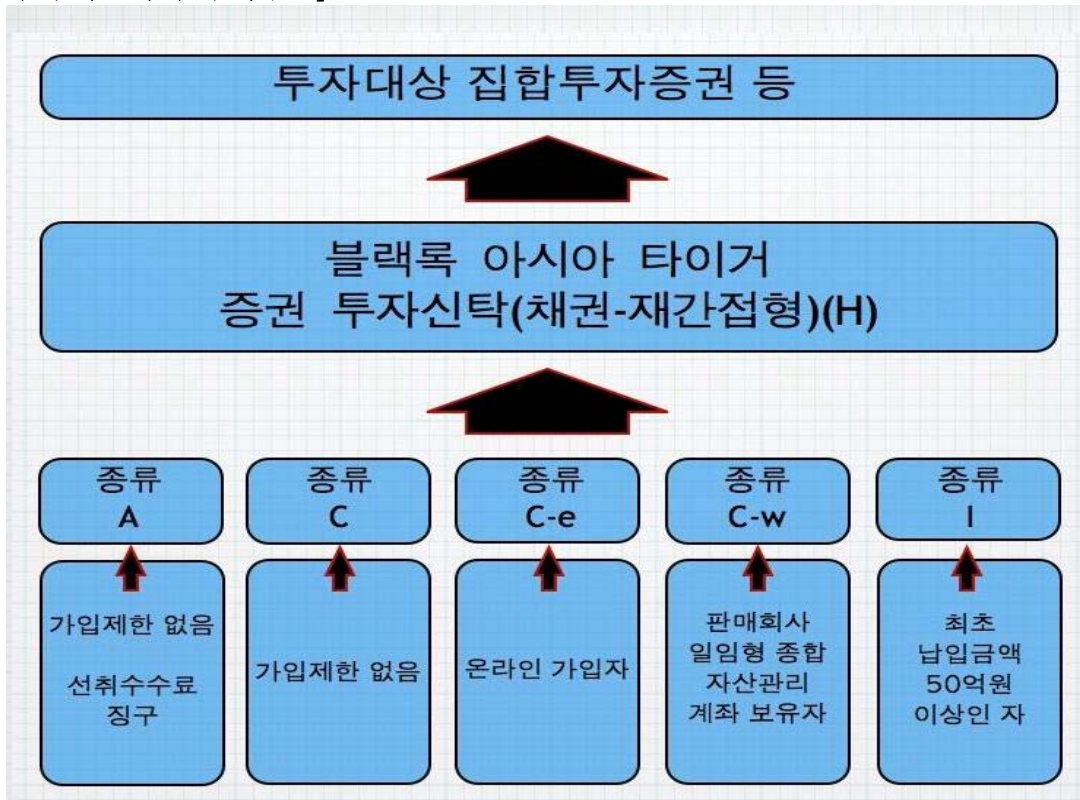 투자대상 집합투자증권 등
블랙록 아시아 타이거
증권 투자신탁(채권-재간접형)(H)
종류
A
종류
C
종류
C-e
종류
C-w
종류
I
가입제한 없음
선취수수료
징구
가입제한 없음
온라인 가입자
판매회사
일임형 종합
자산관리
계좌 보유자
최초
납입금액
50억원
이상인 자